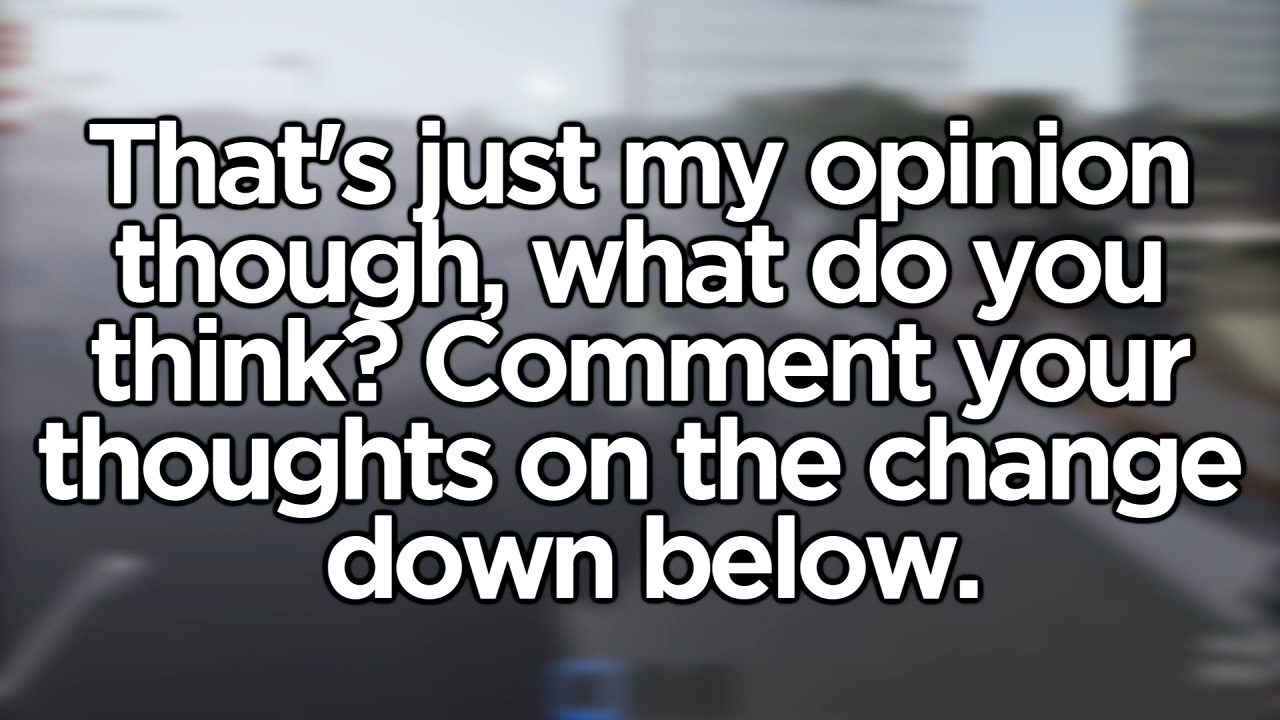 That's just my opinion
though, what do you
think? Comment your
thoughts on the change
down below.